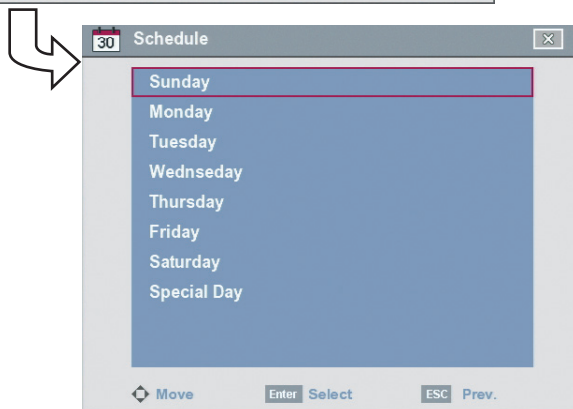 30 Schedule
Sunday
Monday
Tuesday
Wednseday
Thursday
Friday
Saturday
Special Day
Move Enter Select ESC Prev.